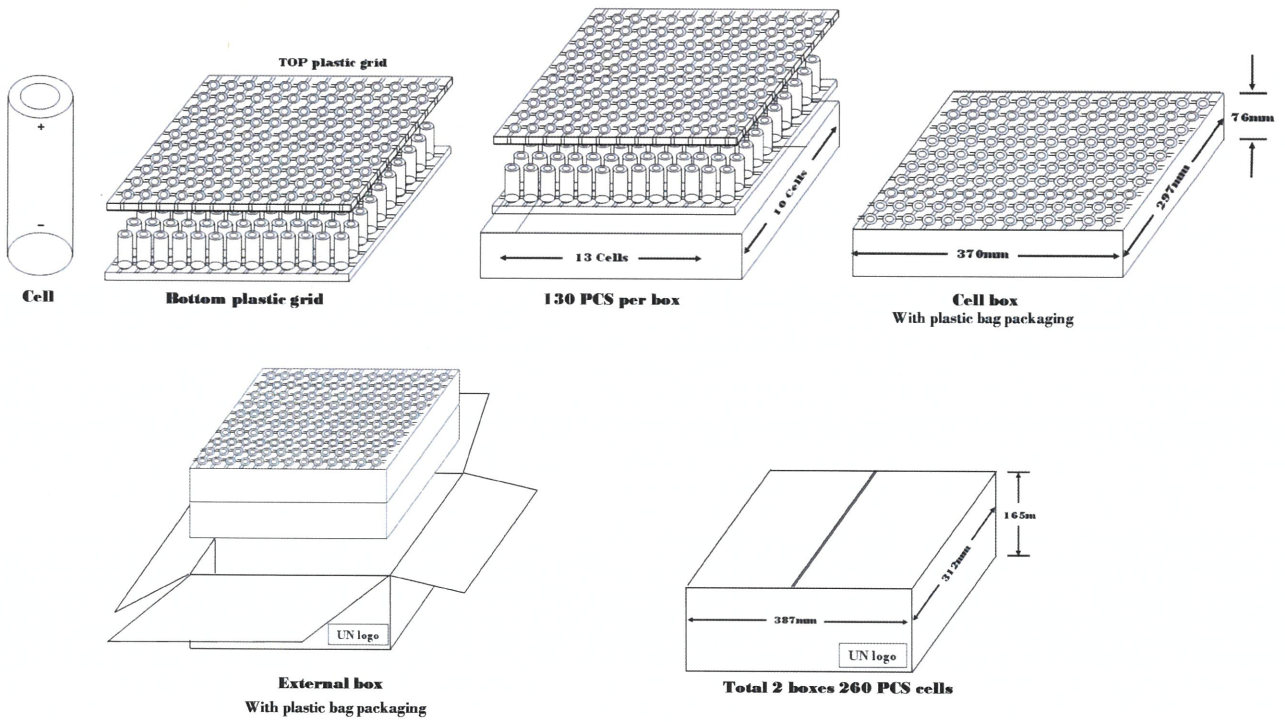 TOP plastic grid
+
−
Cell
Bottom plastic grid
13 Cells
10 Cells
130 PCS per box
370mm
297mm
76mm
Cell box
With plastic bag packaging
UN logo
External box
With plastic bag packaging
387mm
312mm
165m
UN logo
Total 2 boxes 260 PCS cells